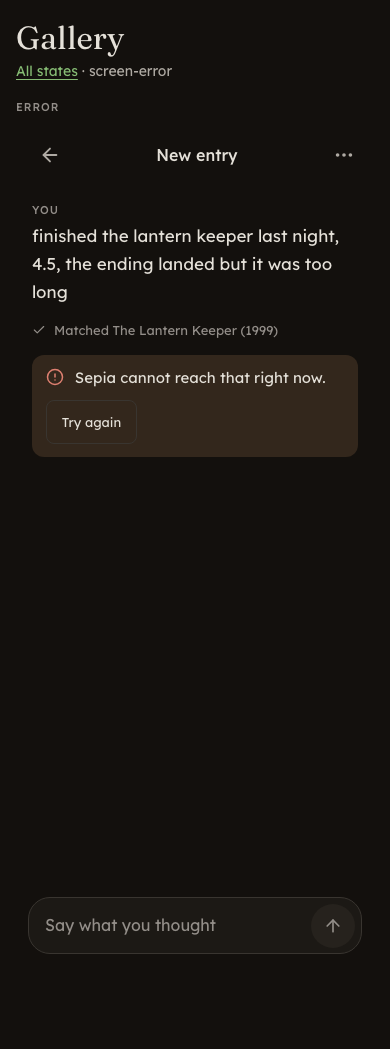 Gallery
All states · screen-error
ERROR
New entry
YOU
finished the lantern keeper last night,
4.5, the ending landed but it was too
long
Matched The Lantern Keeper (1999)
Sepia cannot reach that right now.
Try again
Say what you thought